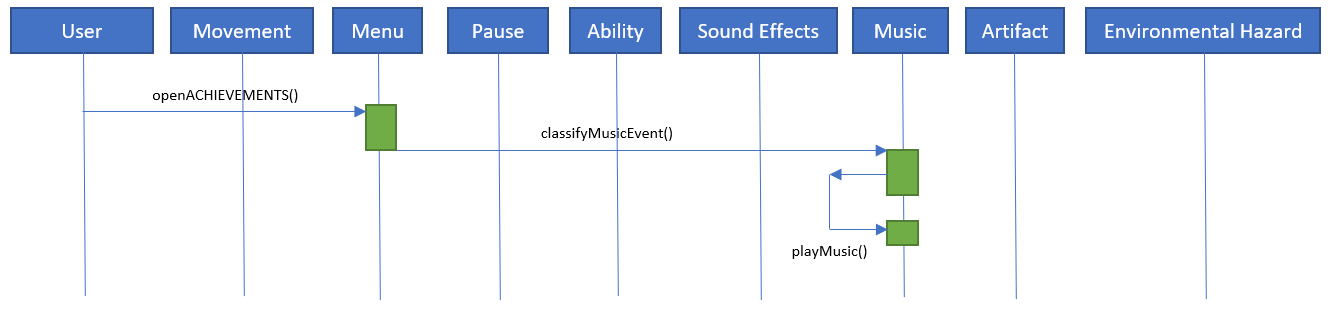 User
Movement
Menu
Pause
Ability
Sound Effects
Music
Artifact
Environmental Hazard
openACHIEVEMENTS()
classifyMusicEvent()
playMusic()